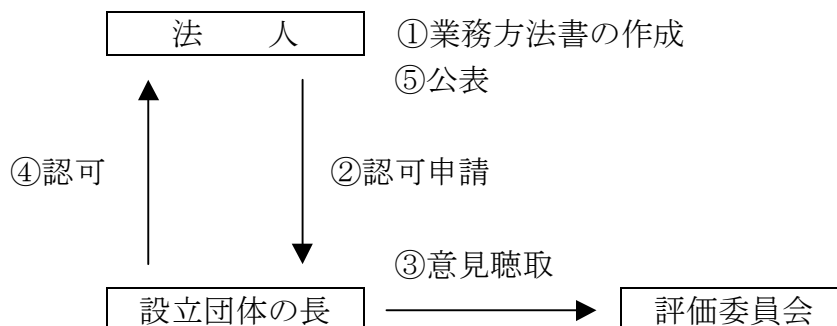 法　　人
①業務方法書の作成
⑤公表
④認可
②認可申請
③意見聴取
設立団体の長
評価委員会